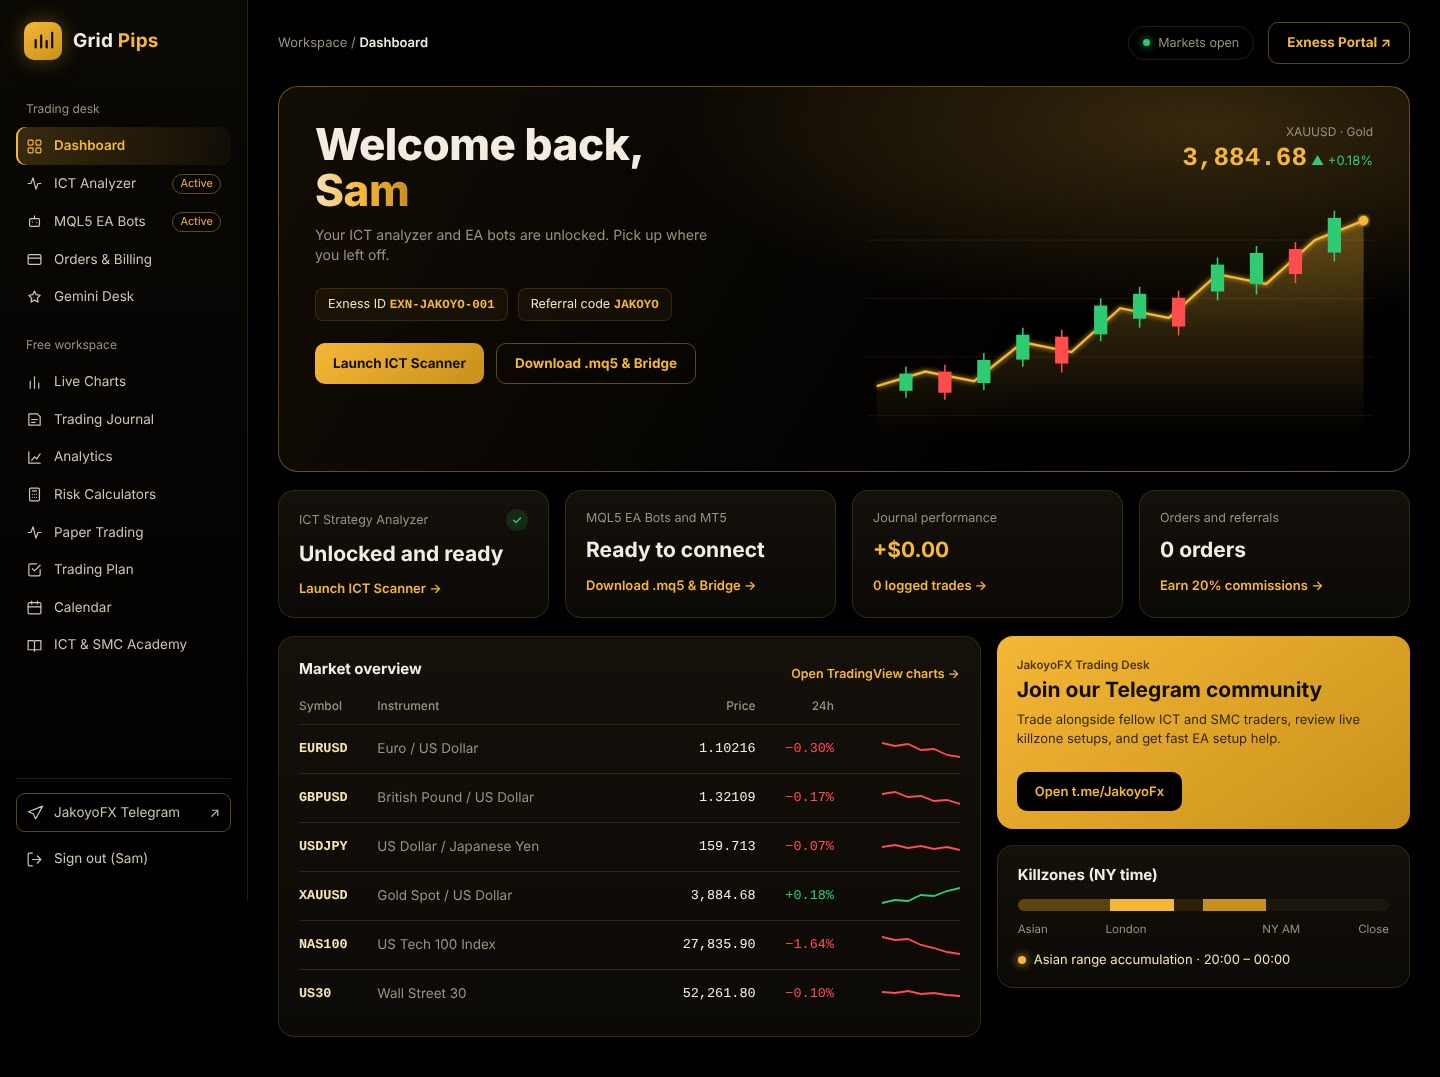 Grid Pips
Trading desk
Dashboard
ICT Analyzer Active
MQL5 EA Bots Active
Orders & Billing
Gemini Desk
Free workspace
Live Charts
Trading Journal
Analytics
Risk Calculators
Paper Trading
Trading Plan
Calendar
ICT & SMC Academy
JakoyoFX Telegram ↗
Sign out (Sam)
Workspace / Dashboard
Markets open
Exness Portal ↗
Welcome back,
Sam
Your ICT analyzer and EA bots are unlocked. Pick up where
you left off.
Exness ID EXN-JAKOYO-001
Referral code JAKOYO
Launch ICT Scanner
Download .mq5 & Bridge
XAUUSD · Gold
3,884.68 ▲ +0.18%
ICT Strategy Analyzer
Unlocked and ready
Launch ICT Scanner →
MQL5 EA Bots and MT5
Ready to connect
Download .mq5 & Bridge →
Journal performance
+$0.00
0 logged trades →
Orders and referrals
0 orders
Earn 20% commissions →
Market overview
Open TradingView charts →
Symbol Instrument Price 24h
EURUSD Euro / US Dollar 1.10216 −0.30%
GBPUSD British Pound / US Dollar 1.32109 −0.17%
USDJPY US Dollar / Japanese Yen 159.713 −0.07%
XAUUSD Gold Spot / US Dollar 3,884.68 +0.18%
NAS100 US Tech 100 Index 27,835.90 −1.64%
US30 Wall Street 30 52,261.80 −0.10%
JakoyoFX Trading Desk
Join our Telegram community
Trade alongside fellow ICT and SMC traders, review live
killzone setups, and get fast EA setup help.
Open t.me/JakoyoFx
Killzones (NY time)
Asian London NY AM Close
Asian range accumulation · 20:00 – 00:00